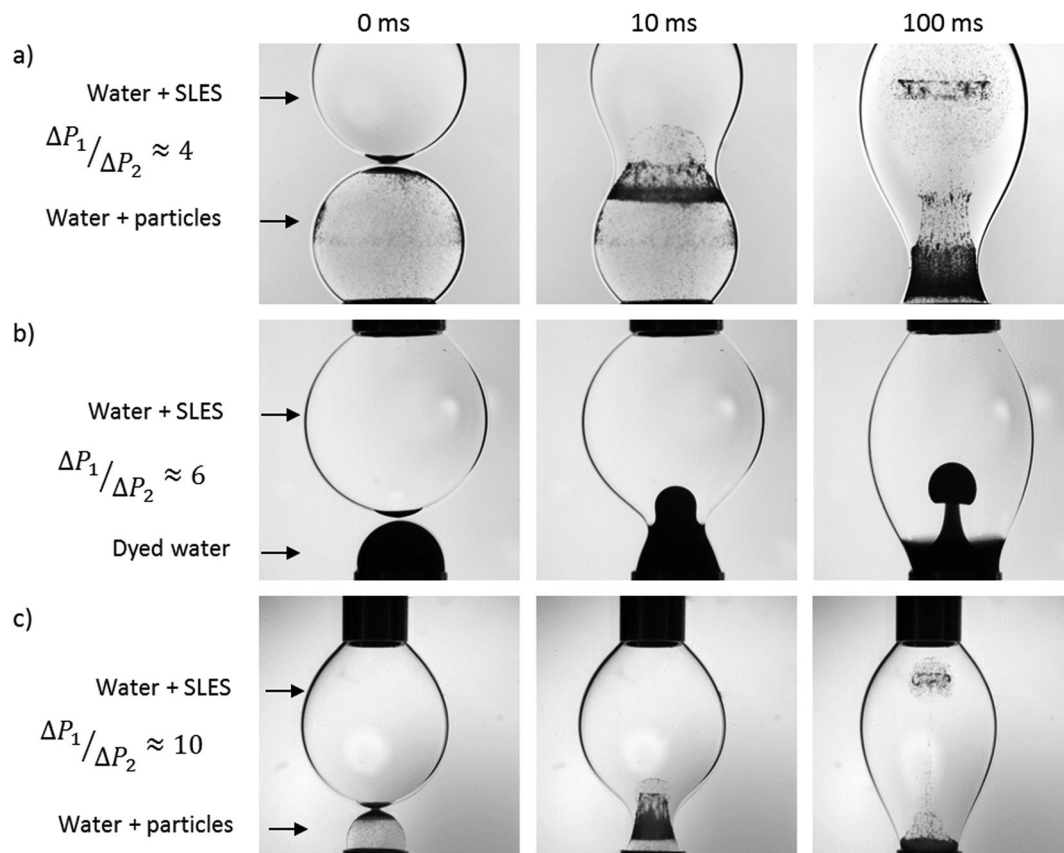 0 ms
10 ms
100 ms
a)
Water + SLES
ΔP₁/ΔP₂ ≈ 4
Water + particles
b)
Water + SLES
ΔP₁/ΔP₂ ≈ 6
Dyed water
c)
Water + SLES
ΔP₁/ΔP₂ ≈ 10
Water + particles